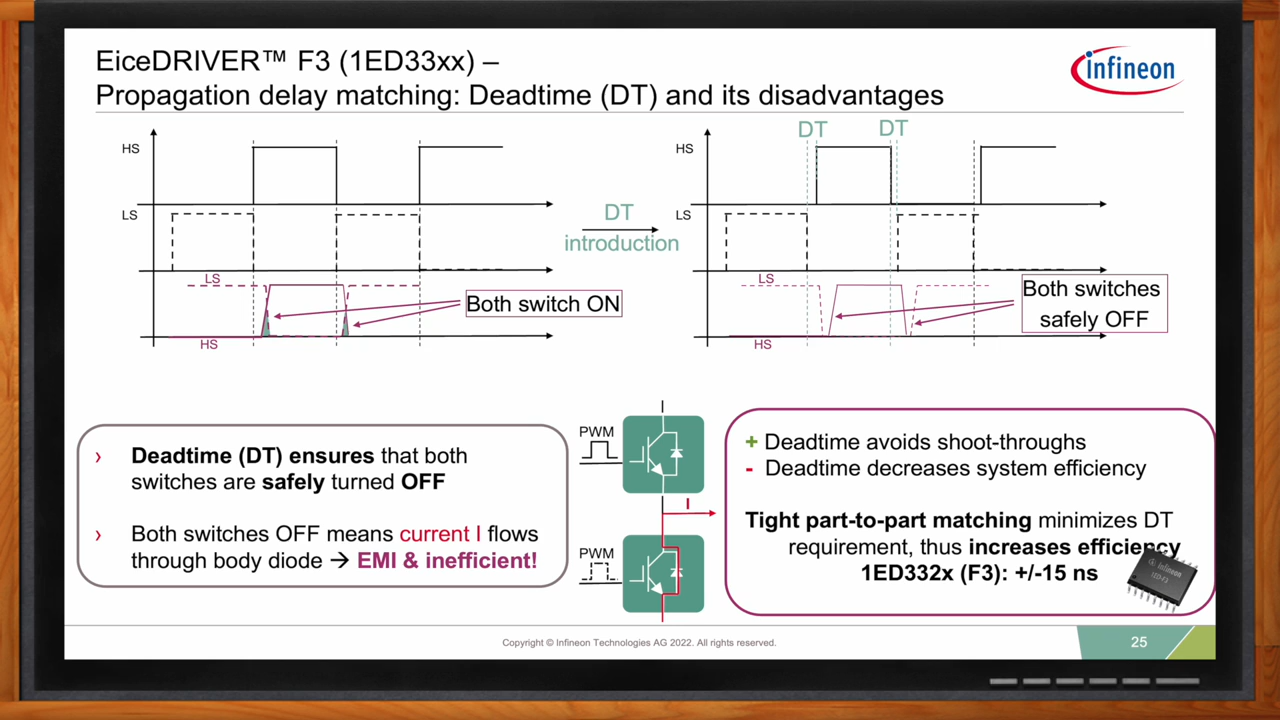 EiceDRIVER™ F3 (1ED33xx) –
Propagation delay matching: Deadtime (DT) and its disadvantages
infineon
HS
LS
LS
HS
Both switch ON
DT
introduction
DT
DT
HS
LS
LS
HS
Both switches
safely OFF
› Deadtime (DT) ensures that both
switches are safely turned OFF
› Both switches OFF means current I flows
through body diode → EMI & inefficient!
PWM
I
PWM
+ Deadtime avoids shoot-throughs
- Deadtime decreases system efficiency
Tight part-to-part matching minimizes DT
requirement, thus increases efficiency
1ED332x (F3): +/-15 ns
infineon
1ED-F3
Copyright © Infineon Technologies AG 2022. All rights reserved.
25